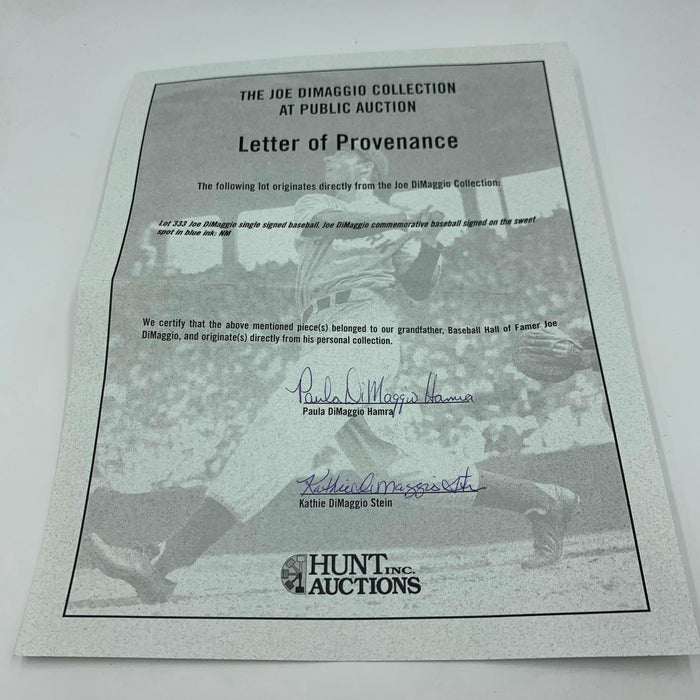 THE JOE DIMAGGIO COLLECTION
AT PUBLIC AUCTION
Letter of Provenance
The following lot originates directly from the Joe DiMaggio Collection:
Lot 333 Joe DiMaggio single signed baseball. Joe DiMaggio commemorative baseball signed on the sweet
spot in blue ink: NM
We certify that the above mentioned piece(s) belonged to our grandfather, Baseball Hall of Famer Joe
DiMaggio, and originate(s) directly from his personal collection.
Paula DiMaggio Hamra
Paula DiMaggio Hamra
Kathie DiMaggio Stein
Kathie DiMaggio Stein
HUNT INC.
AUCTIONS